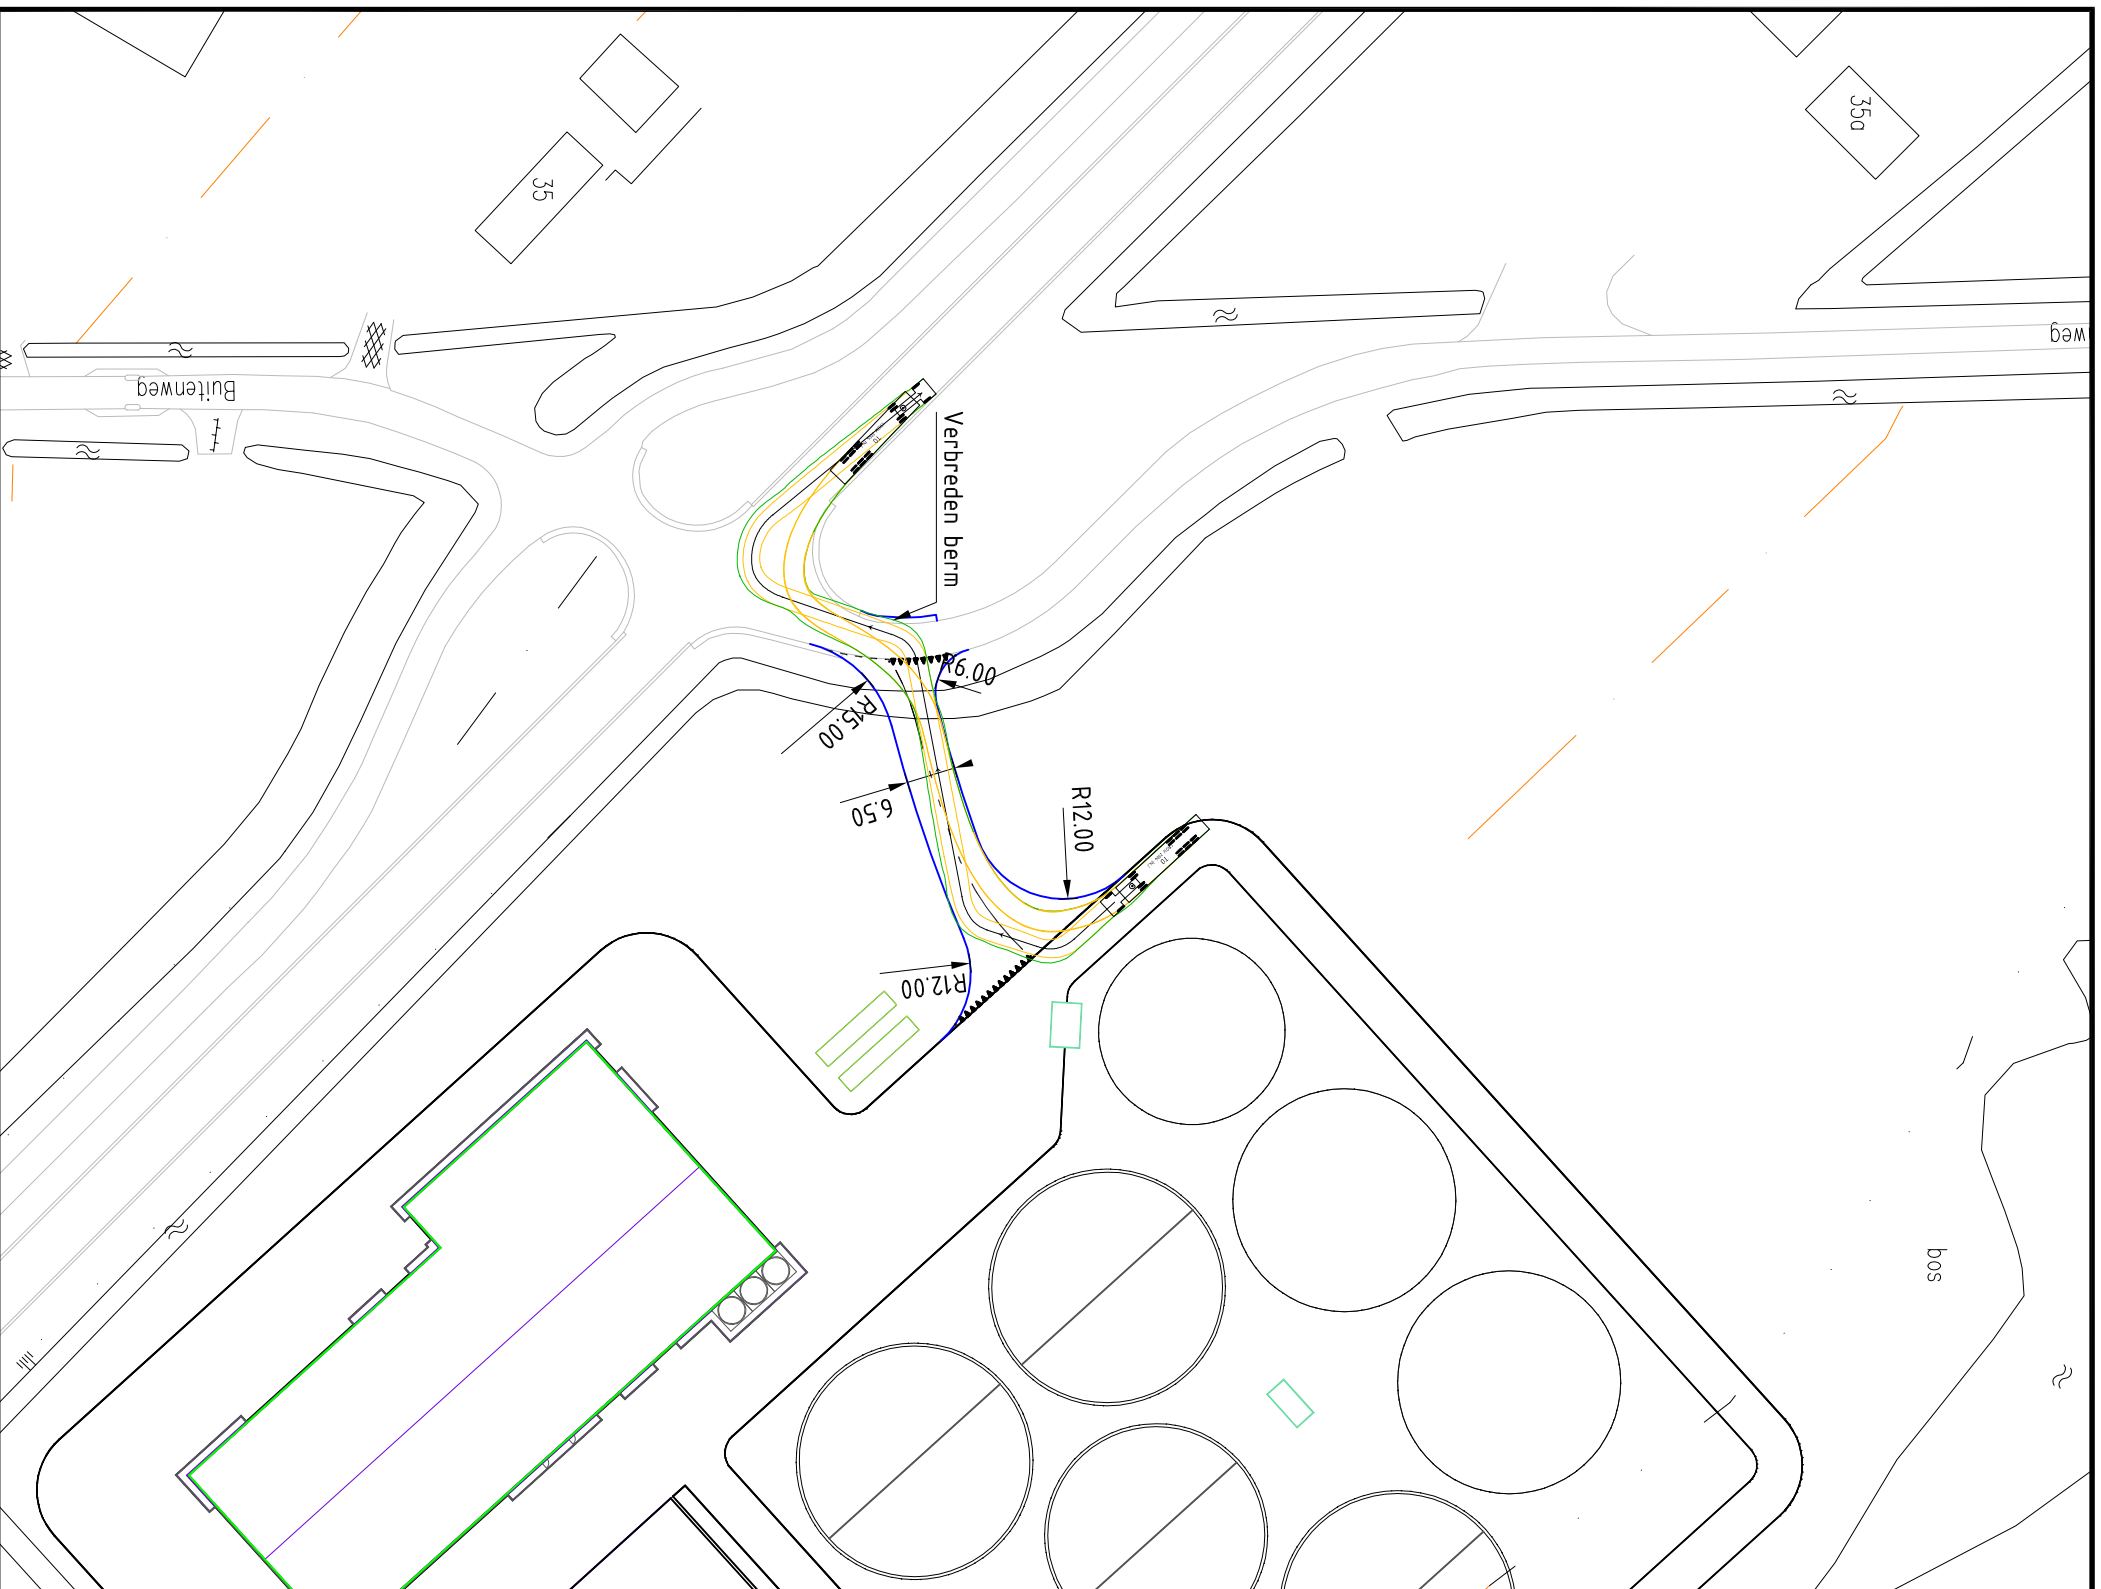 35a
35
weg
Buitenweg
Verbreden berm
R6.00
R15.00
6.50
R12.00
R12.00
bos